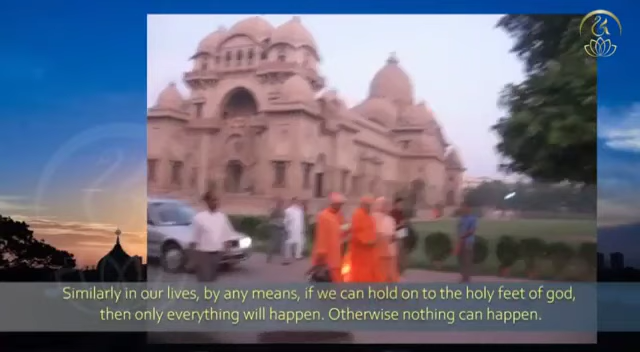 Similarly in our lives, by any means, if we can hold on to the holy feet of god,
then only everything will happen. Otherwise nothing can happen.